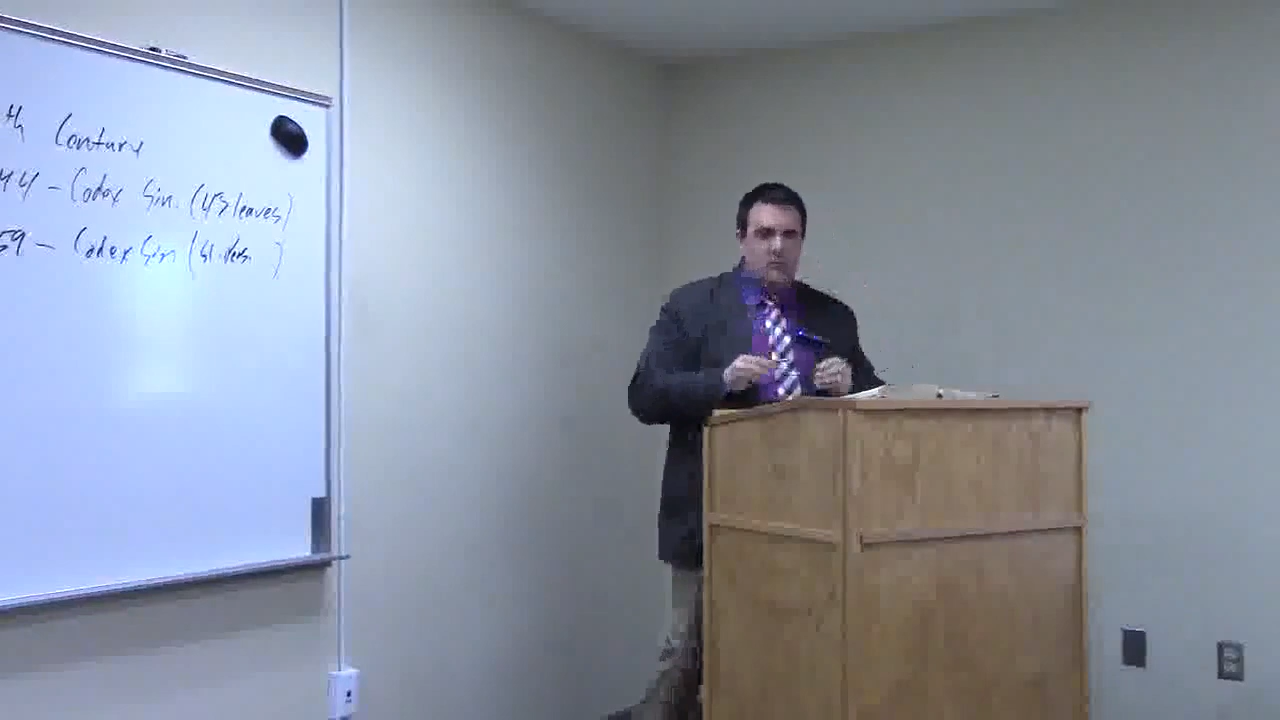 th Century
44 - Codex Sin. (43 leaves)
59 - Codex Sin (